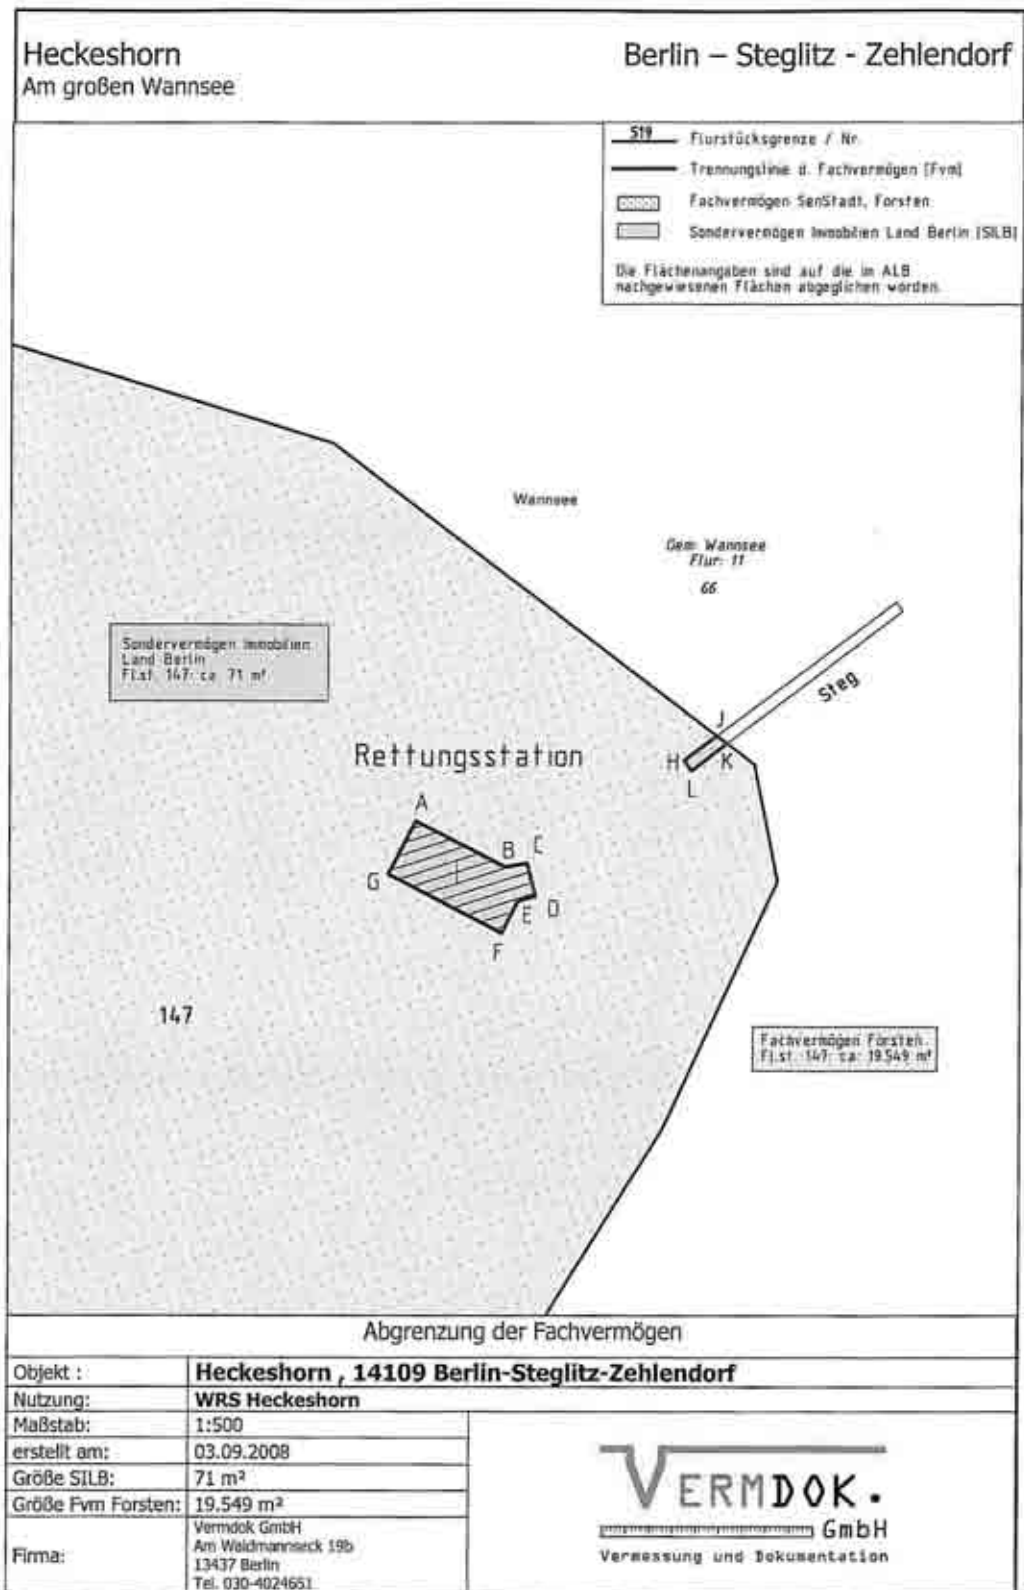 Heckeshorn
Am großen Wannsee
Berlin – Steglitz - Zehlendorf
519 Flurstücksgrenze / Nr.
Trennungslinie d. Fachvermögen (Fvm)
Fachvermögen SenStadt, Forsten
Sondervermögen Immobilien Land Berlin (SILB)
Die Flächenangaben sind auf die im ALB
nachgewiesenen Flächen abgeglichen worden.
Wannsee
Gem: Wannsee
Flur: 11
66
Sondervermögen Immobilien
Land Berlin
Fl.st. 147: ca. 71 m²
Steg
J
Rettungsstation
H
K
L
A
B
C
G
D
E
F
147
Fachvermögen Forsten.
Fl.st. 147: ca: 19.549 m²
Abgrenzung der Fachvermögen
Objekt : Heckeshorn , 14109 Berlin-Steglitz-Zehlendorf
Nutzung: WRS Heckeshorn
Maßstab: 1:500
erstellt am: 03.09.2008
Größe SILB: 71 m²
Größe Fvm Forsten: 19.549 m²
Firma:
Vermdok GmbH
Am Waldmannseck 19b
13437 Berlin
Tel. 030-4024651
VERMDOK.
GmbH
Vermessung und Dokumentation